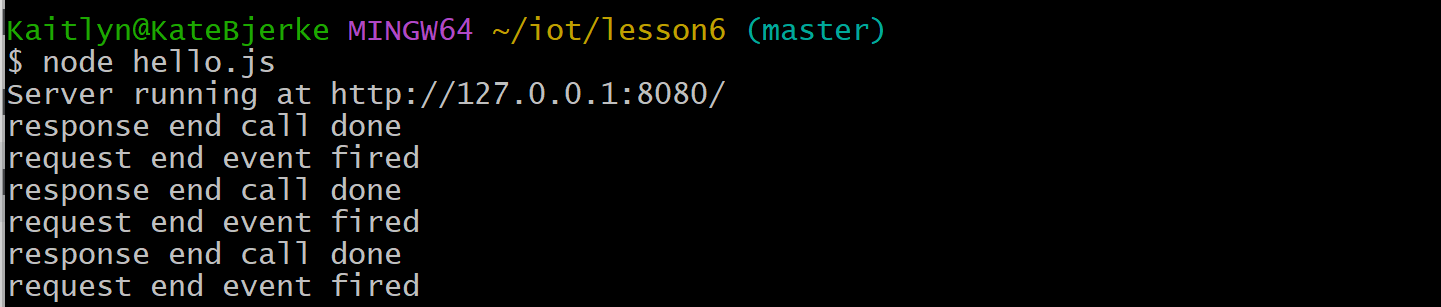 Kaitlyn@KateBjerke MINGW64 ~/iot/lesson6 (master)
$ node hello.js
Server running at http://127.0.0.1:8080/
response end call done
request end event fired
response end call done
request end event fired
response end call done
request end event fired